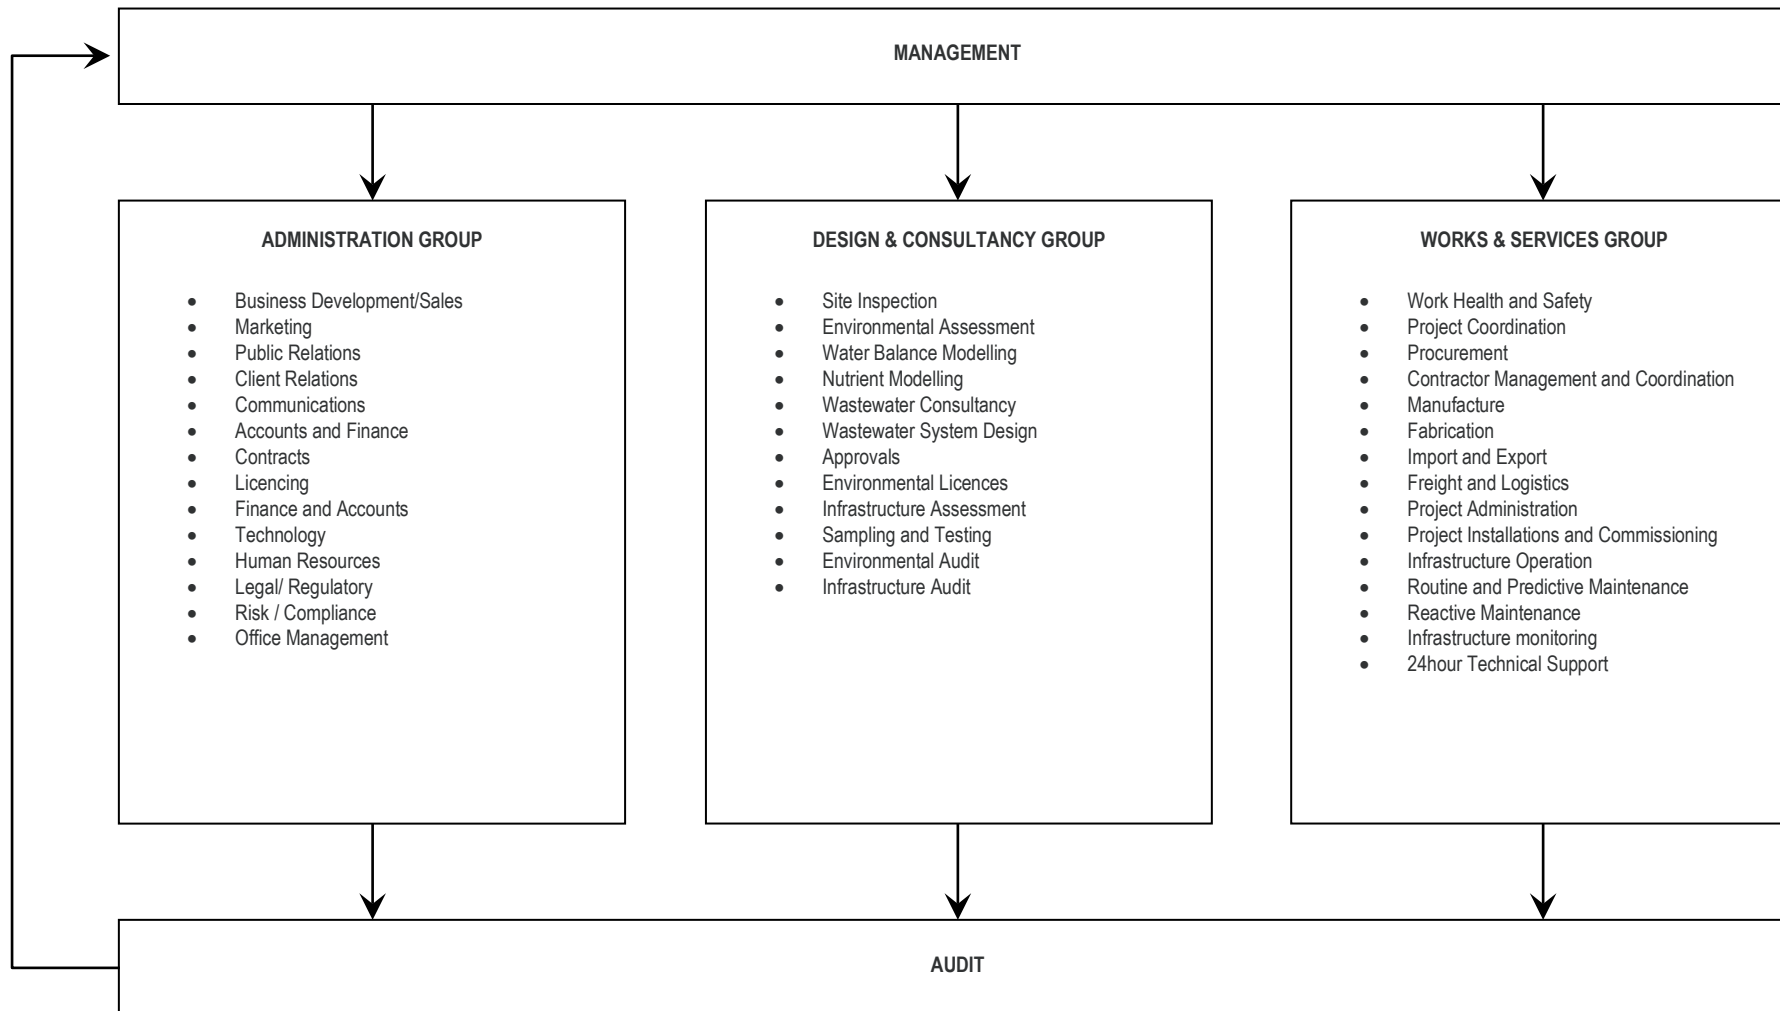 MANAGEMENT
ADMINISTRATION GROUP
• Business Development/Sales
• Marketing
• Public Relations
• Client Relations
• Communications
• Accounts and Finance
• Contracts
• Licencing
• Finance and Accounts
• Technology
• Human Resources
• Legal/ Regulatory
• Risk / Compliance
• Office Management
DESIGN & CONSULTANCY GROUP
• Site Inspection
• Environmental Assessment
• Water Balance Modelling
• Nutrient Modelling
• Wastewater Consultancy
• Wastewater System Design
• Approvals
• Environmental Licences
• Infrastructure Assessment
• Sampling and Testing
• Environmental Audit
• Infrastructure Audit
WORKS & SERVICES GROUP
• Work Health and Safety
• Project Coordination
• Procurement
• Contractor Management and Coordination
• Manufacture
• Fabrication
• Import and Export
• Freight and Logistics
• Project Administration
• Project Installations and Commissioning
• Infrastructure Operation
• Routine and Predictive Maintenance
• Reactive Maintenance
• Infrastructure monitoring
• 24hour Technical Support
AUDIT